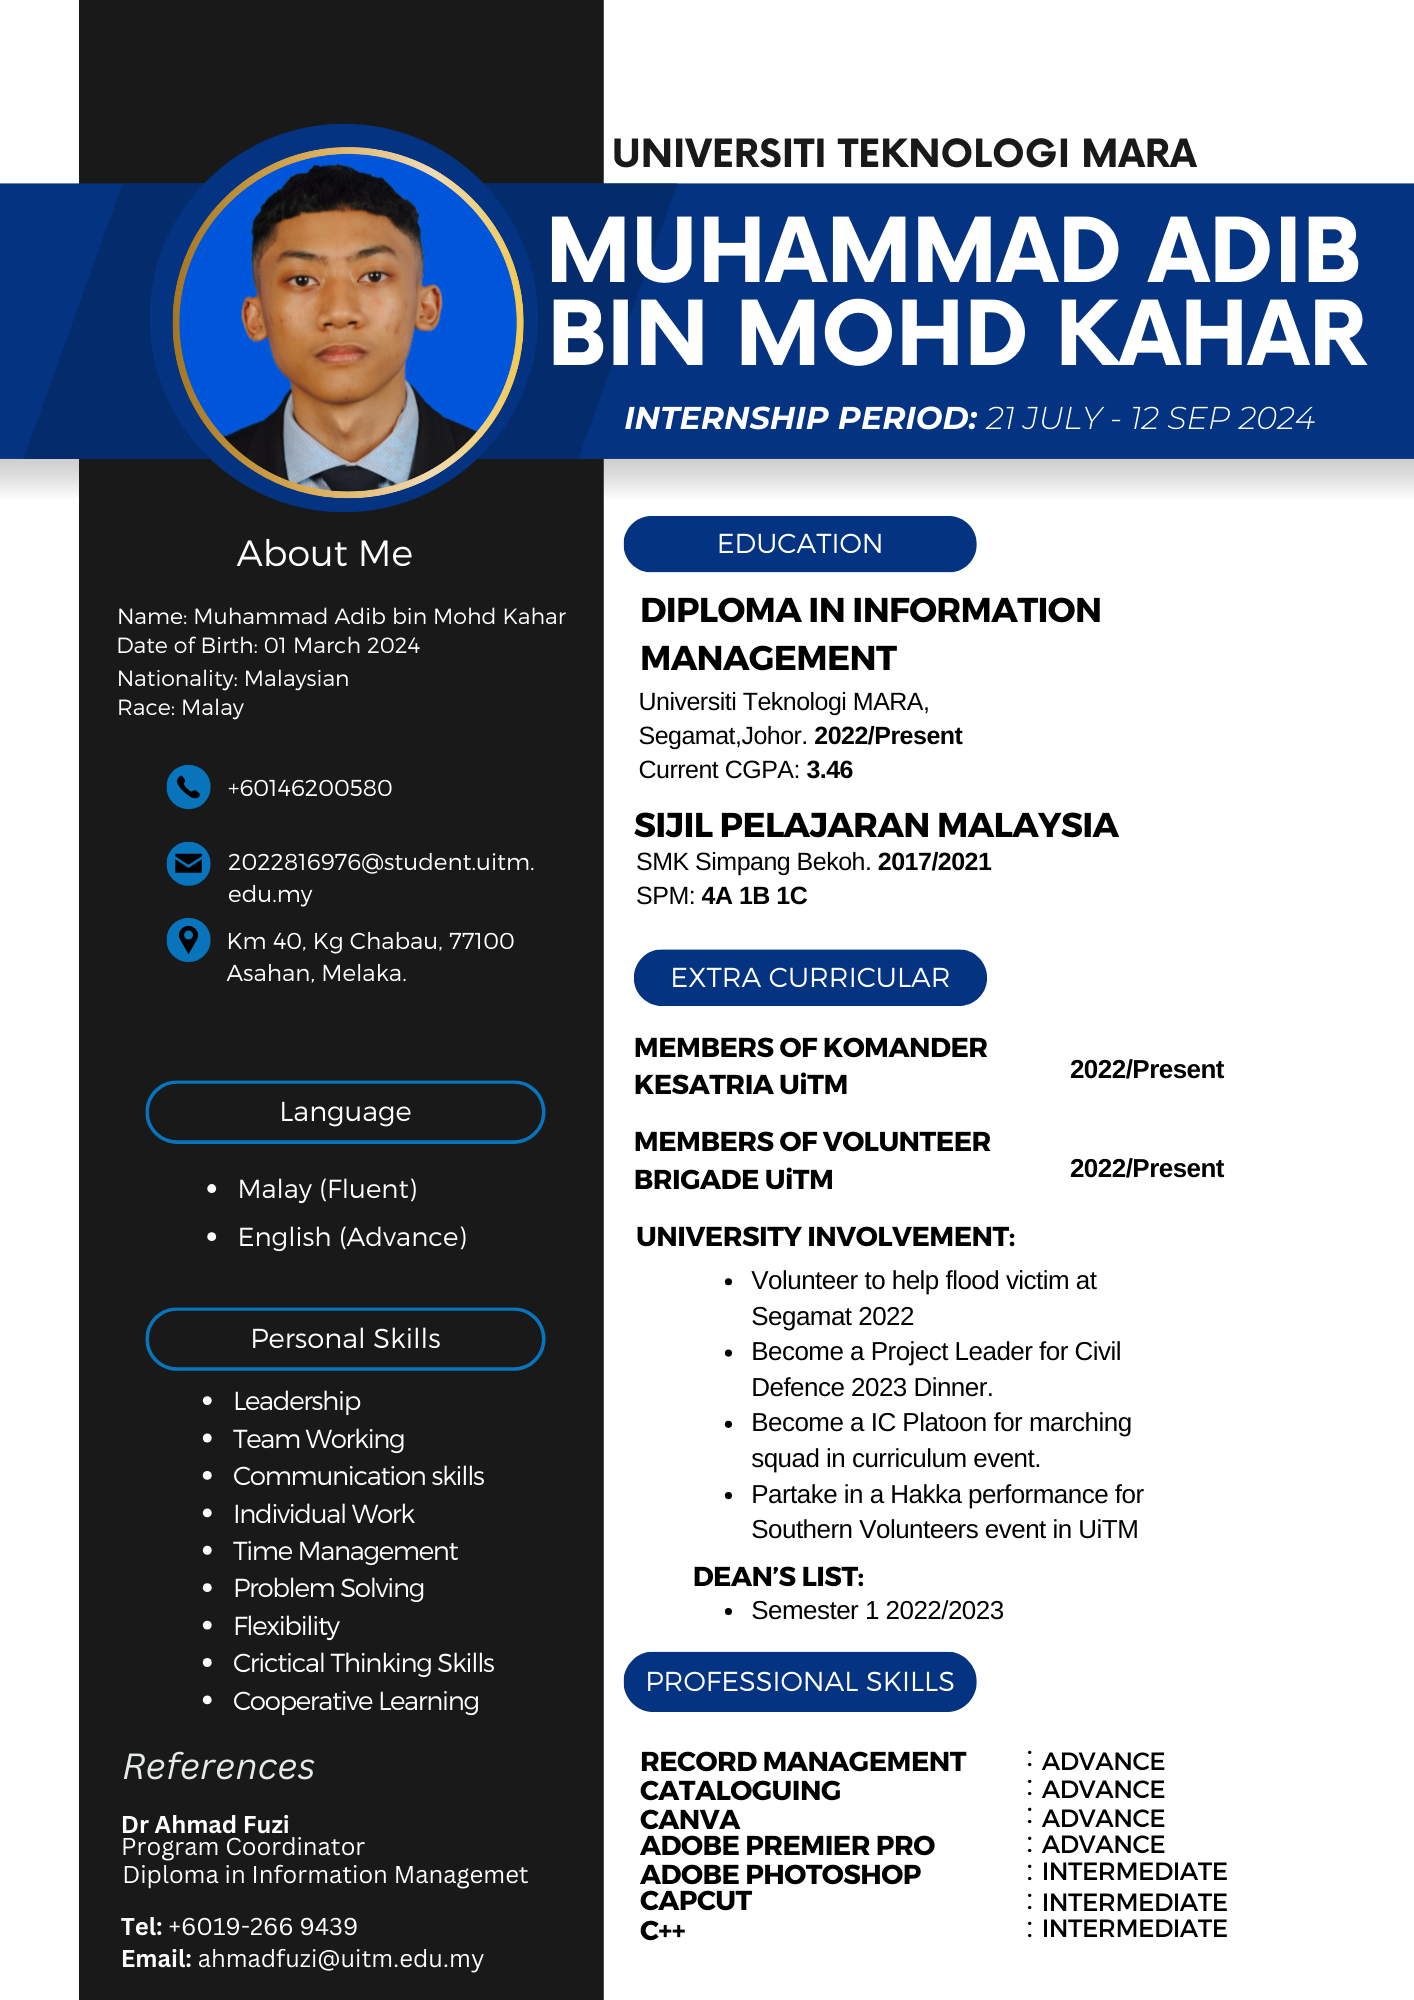 UNIVERSITI TEKNOLOGI MARA
MUHAMMAD ADIB
BIN MOHD KAHAR
INTERNSHIP PERIOD: 21 JULY - 12 SEP 2024
About Me
Name: Muhammad Adib bin Mohd Kahar
Date of Birth: 01 March 2024
Nationality: Malaysian
Race: Malay
+60146200580
2022816976@student.uitm.
edu.my
Km 40, Kg Chabau, 77100
Asahan, Melaka.
Language
• Malay (Fluent)
• English (Advance)
Personal Skills
• Leadership
• Team Working
• Communication skills
• Individual Work
• Time Management
• Problem Solving
• Flexibility
• Crictical Thinking Skills
• Cooperative Learning
References
Dr Ahmad Fuzi
Program Coordinator
Diploma in Information Managemet
Tel: +6019-266 9439
Email: ahmadfuzi@uitm.edu.my
EDUCATION
DIPLOMA IN INFORMATION
MANAGEMENT
Universiti Teknologi MARA,
Segamat,Johor. 2022/Present
Current CGPA: 3.46
SIJIL PELAJARAN MALAYSIA
SMK Simpang Bekoh. 2017/2021
SPM: 4A 1B 1C
EXTRA CURRICULAR
MEMBERS OF KOMANDER
KESATRIA UiTM
2022/Present
MEMBERS OF VOLUNTEER
BRIGADE UiTM
2022/Present
UNIVERSITY INVOLVEMENT:
• Volunteer to help flood victim at
Segamat 2022
• Become a Project Leader for Civil
Defence 2023 Dinner.
• Become a IC Platoon for marching
squad in curriculum event.
• Partake in a Hakka performance for
Southern Volunteers event in UiTM
DEAN'S LIST:
• Semester 1 2022/2023
PROFESSIONAL SKILLS
RECORD MANAGEMENT : ADVANCE
CATALOGUING : ADVANCE
CANVA : ADVANCE
ADOBE PREMIER PRO : ADVANCE
ADOBE PHOTOSHOP : INTERMEDIATE
CAPCUT : INTERMEDIATE
C++ : INTERMEDIATE